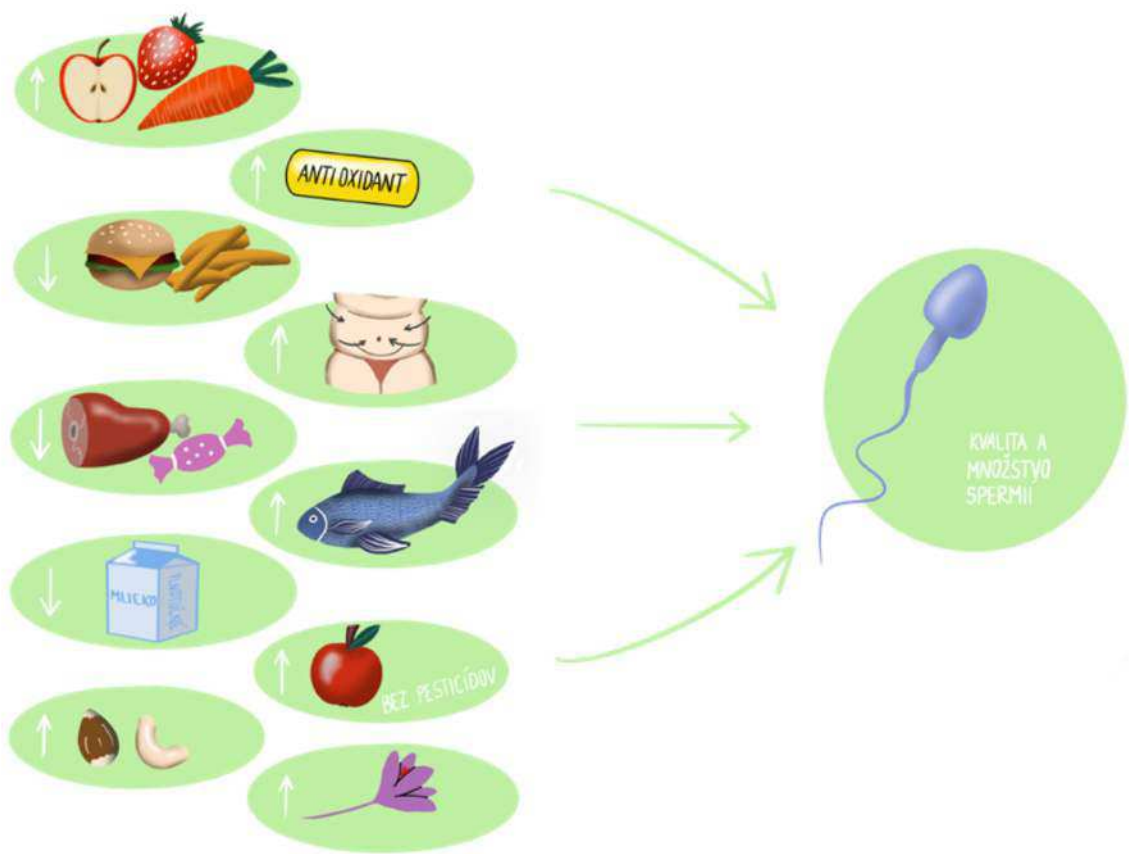 ANTI OXIDANT
KVALITA A
MNOŽSTVO
SPERMIÍ
MLIEKO
BEZ PESTICÍDOV